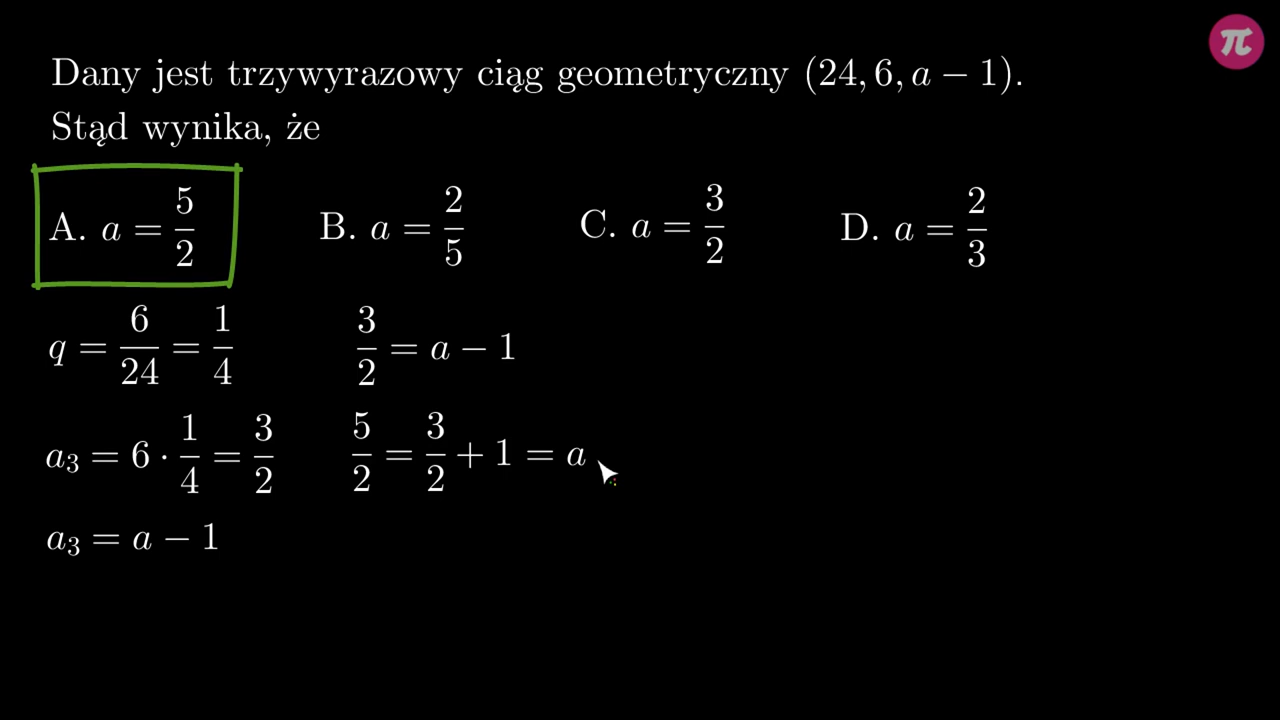 Dany jest trzywyrazowy ciąg geometryczny (24, 6, a − 1).
Stąd wynika, że
A. a = 5/2 B. a = 2/5 C. a = 3/2 D. a = 2/3
q = 6/24 = 1/4 3/2 = a − 1
a₃ = 6 · 1/4 = 3/2 5/2 = 3/2 + 1 = a
a₃ = a − 1
π